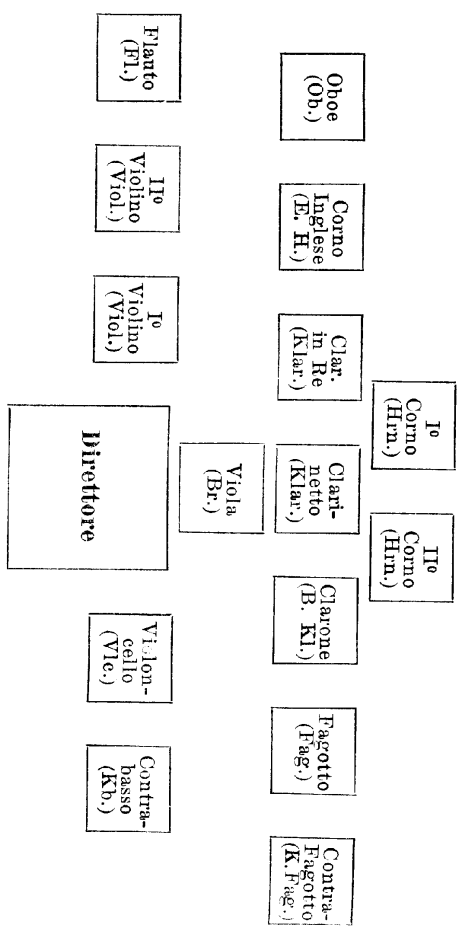 Iº
Corno
(Hrn.)
IIº
Corno
(Hrn.)
Oboe
(Ob.)
Corno
Inglese
(E. H.)
Clar.
in Re
(Klar.)
Clari-
netto
(Klar.)
Clarone
(B. Kl.)
Fagotto
(Fag.)
Contra-
Fagotto
(K.Fag.)
Flauto
(Fl.)
IIº
Violino
(Viol.)
Iº
Violino
(Viol.)
Viola
(Br.)
Violon-
cello
(Vlc.)
Contra-
basso
(Kb.)
Direttore